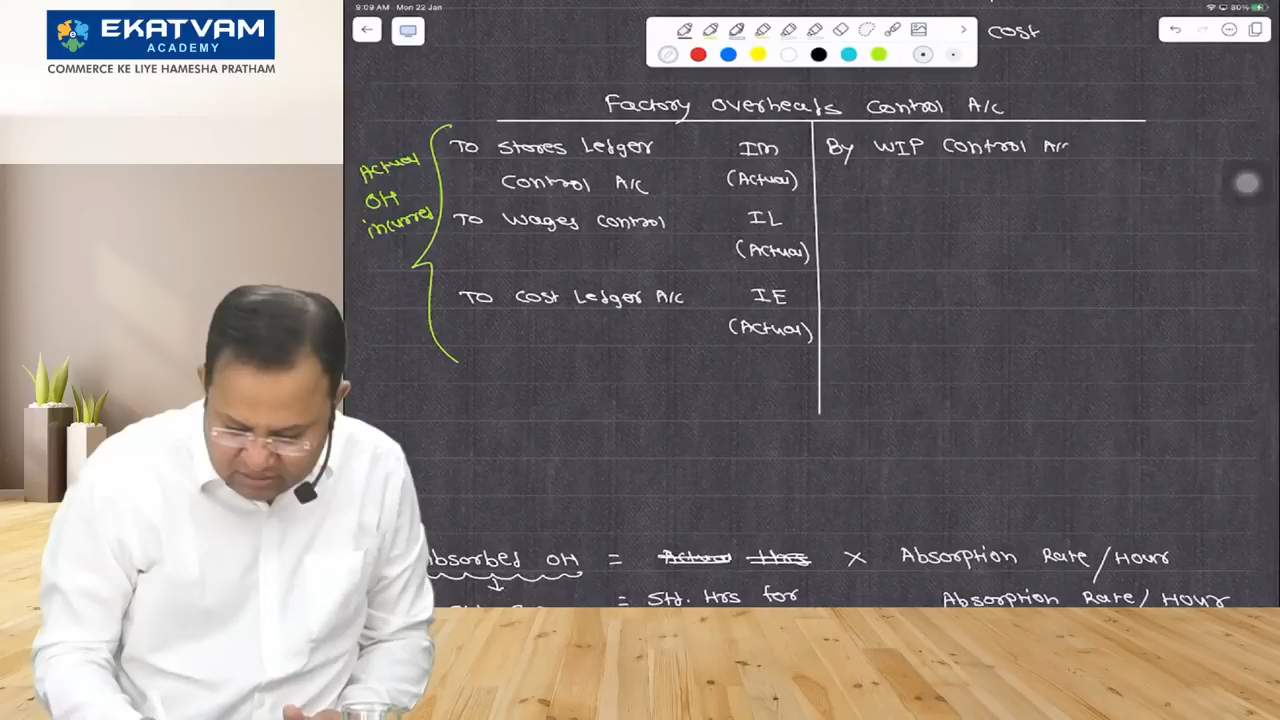 9:09 AM Mon 22 Jan
80%
EKATVAM
ACADEMY
COMMERCE KE LIYE HAMESHA PRATHAM
cost
Factory Overheads Control A/c
Actual
OH
incurred
To Stores Ledger IM
Control A/c (Actual)
To Wages Control IL
(Actual)
To Cost Ledger A/c IE
(Actual)
By WIP Control A/c
Absorbed OH = Actual Hrs X Absorption Rate/Hour
= Std. Hrs for Absorption Rate/Hour